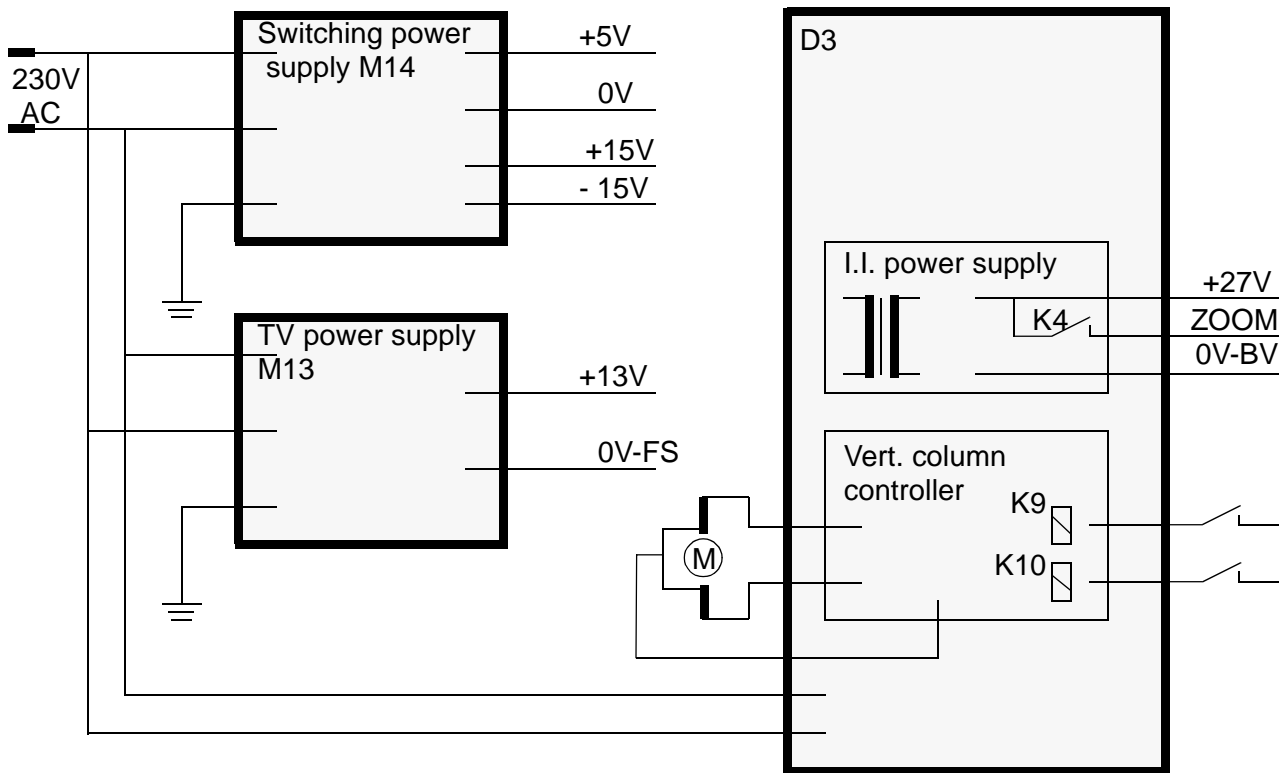 Switching power
supply M14
+5V
0V
+15V
- 15V
230V
AC
TV power supply
M13
+13V
0V-FS
D3
I.I. power supply
K4
+27V
ZOOM
0V-BV
Vert. column
controller
K9
K10
M